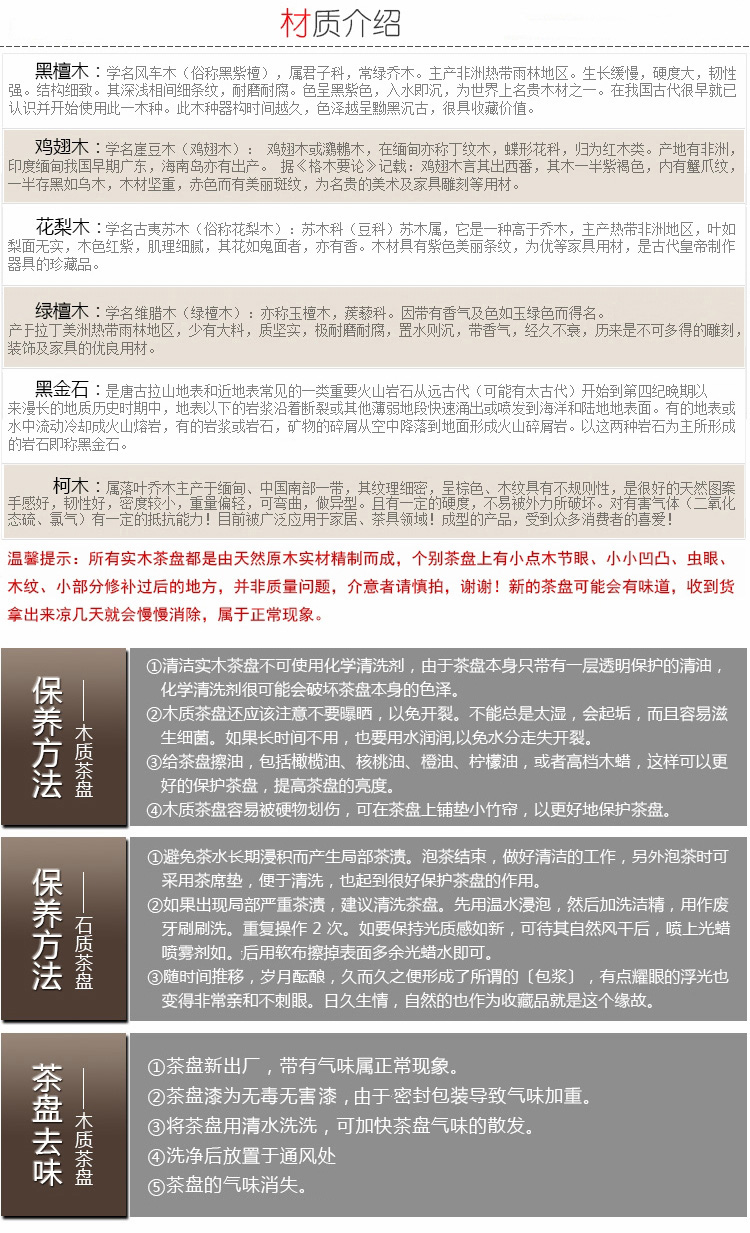 材质介绍
黑檀木：学名风车木（俗称黑紫檀），属君子科，常绿乔木。主产非洲热带雨林地区。生长缓慢，硬度大，韧性
强。结构细致。其深浅相间细条纹，耐磨耐腐。色呈黑紫色，入水即沉，为世界上名贵木材之一。在我国古代很早就已
认识并开始使用此一木种。此木种器构时间越久，色泽越呈黝黑沉古，很具收藏价值。
鸡翅木：学名崖豆木（鸡翅木）： 鸡翅木或鸂鶒木，在缅甸亦称丁纹木，蝶形花科，归为红木类。产地有非洲，
印度缅甸我国早期广东，海南岛亦有出产。 据《格木要论》记载：鸡翅木言其出西番，其木一半紫褐色，内有蟹爪纹，
一半存黑如乌木，木材坚重，赤色而有美丽斑纹，为名贵的美术及家具雕刻等用材。
花梨木：学名古夷苏木（俗称花梨木）：苏木科（豆科）苏木属，它是一种高于乔木，主产热带非洲地区，叶如
梨面无实，木色红紫，肌理细腻，其花如鬼面者，亦有香。木材具有紫色美丽条纹，为优等家具用材，是古代皇帝制作
器具的珍藏品。
绿檀木：学名维腊木（绿檀木）：亦称玉檀木，蒺藜科。因带有香气及色如玉绿色而得名。
产于拉丁美洲热带雨林地区，少有大料，质坚实，极耐磨耐腐，置水则沉，带香气，经久不衰，历来是不可多得的雕刻，
装饰及家具的优良用材。
黑金石：是唐古拉山地表和近地表常见的一类重要火山岩石从远古代（可能有太古代）开始到第四纪晚期以
来漫长的地质历史时期中，地表以下的岩浆沿着断裂或其他薄弱地段快速涌出或喷发到海洋和陆地地表面。有的地表或
水中流动冷却成火山熔岩，有的岩浆或岩石，矿物的碎屑从空中降落到地面形成火山碎屑岩。以这两种岩石为主所形成
的岩石即称黑金石。
柯木：属落叶乔木主产于缅甸、中国南部一带，其纹理细密，呈棕色、木纹具有不规则性，是很好的天然图案
手感好，韧性好，密度较小，重量偏轻，可弯曲，做异型。且有一定的硬度，不易被外力所破坏。对有害气体（二氧化
态硫、氯气）有一定的抵抗能力！目前被广泛应用于家居、茶具领域！成型的产品，受到众多消费者的喜爱！
温馨提示：所有实木茶盘都是由天然原木实材精制而成，个别茶盘上有小点木节眼、小小凹凸、虫眼、
木纹、小部分修补过后的地方，并非质量问题，介意者请慎拍，谢谢！新的茶盘可能会有味道，收到货
拿出来凉几天就会慢慢消除，属于正常现象。
保养方法
——木质茶盘
①清洁实木茶盘不可使用化学清洗剂，由于茶盘本身只带有一层透明保护的清油，
化学清洗剂很可能会破坏茶盘本身的色泽。
②木质茶盘还应该注意不要曝晒，以免开裂。不能总是太湿，会起垢，而且容易滋
生细菌。如果长时间不用，也要用水润润,以免水分走失开裂。
③给茶盘擦油，包括橄榄油、核桃油、橙油、柠檬油，或者高档木蜡，这样可以更
好的保护茶盘，提高茶盘的亮度。
④木质茶盘容易被硬物划伤，可在茶盘上铺垫小竹帘，以更好地保护茶盘。
保养方法
——石质茶盘
①避免茶水长期浸积而产生局部茶渍。泡茶结束，做好清洁的工作，另外泡茶时可
采用茶席垫，便于清洗，也起到很好保护茶盘的作用。
②如果出现局部严重茶渍，建议清洗茶盘。先用温水浸泡，然后加洗洁精，用作废
牙刷刷洗。重复操作 2 次。如要保持光质感如新，可待其自然风干后，喷上光蜡
喷雾剂如。后用软布擦掉表面多余光蜡水即可。
③随时间推移，岁月酝酿，久而久之便形成了所谓的〔包浆〕，有点耀眼的浮光也
变得非常亲和不刺眼。日久生情，自然的也作为收藏品就是这个缘故。
茶盘去味
——木质茶盘
①茶盘新出厂，带有气味属正常现象。
②茶盘漆为无毒无害漆，由于密封包装导致气味加重。
③将茶盘用清水洗洗，可加快茶盘气味的散发。
④洗净后放置于通风处
⑤茶盘的气味消失。